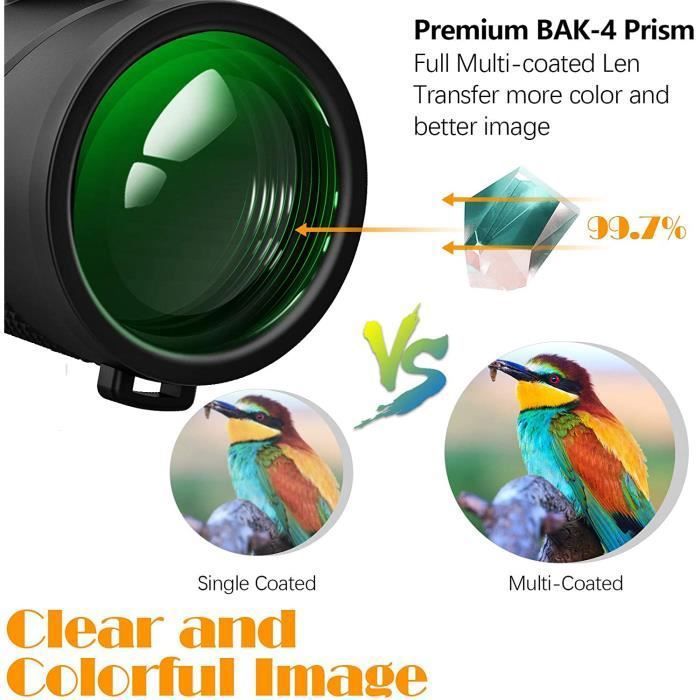 Premium BAK-4 Prism
Full Multi-coated Len
Transfer more color and
better image
99.7%
VS
Single Coated
Multi-Coated
Clear and
Colorful Image